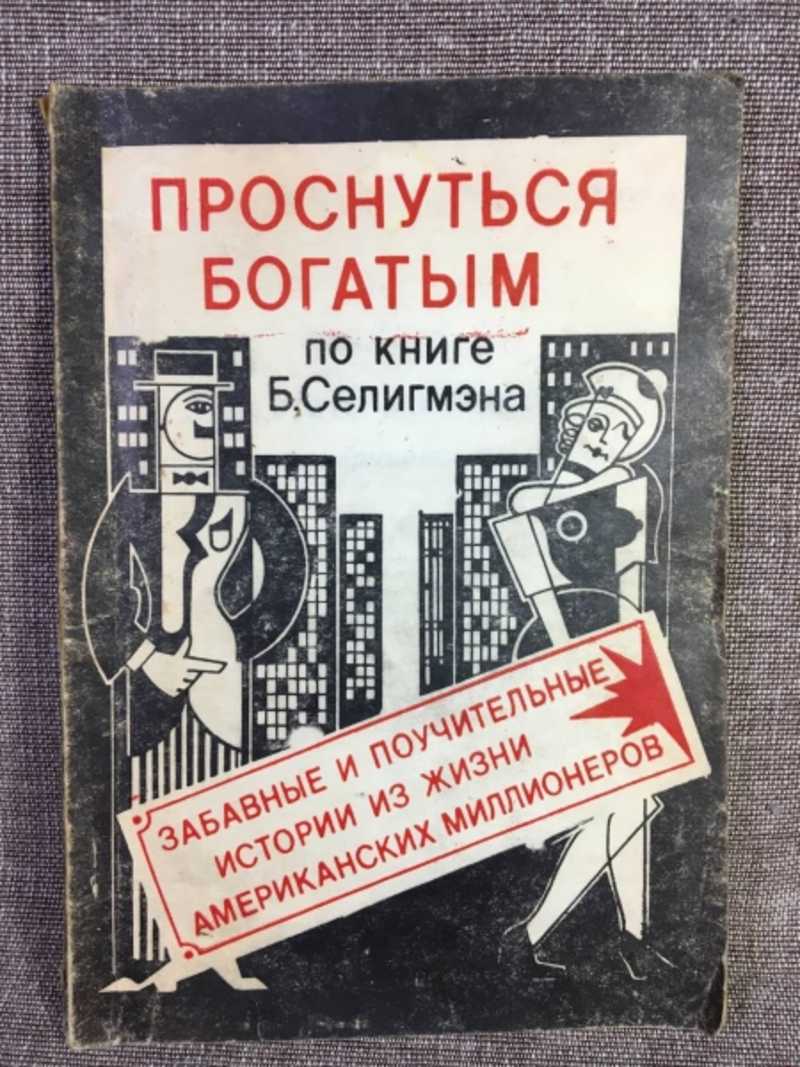 ПРОСНУТЬСЯ
БОГАТЫМ
по книге
Б.Селигмэна
ЗАБАВНЫЕ И ПОУЧИТЕЛЬНЫЕ
ИСТОРИИ ИЗ ЖИЗНИ
АМЕРИКАНСКИХ МИЛЛИОНЕРОВ